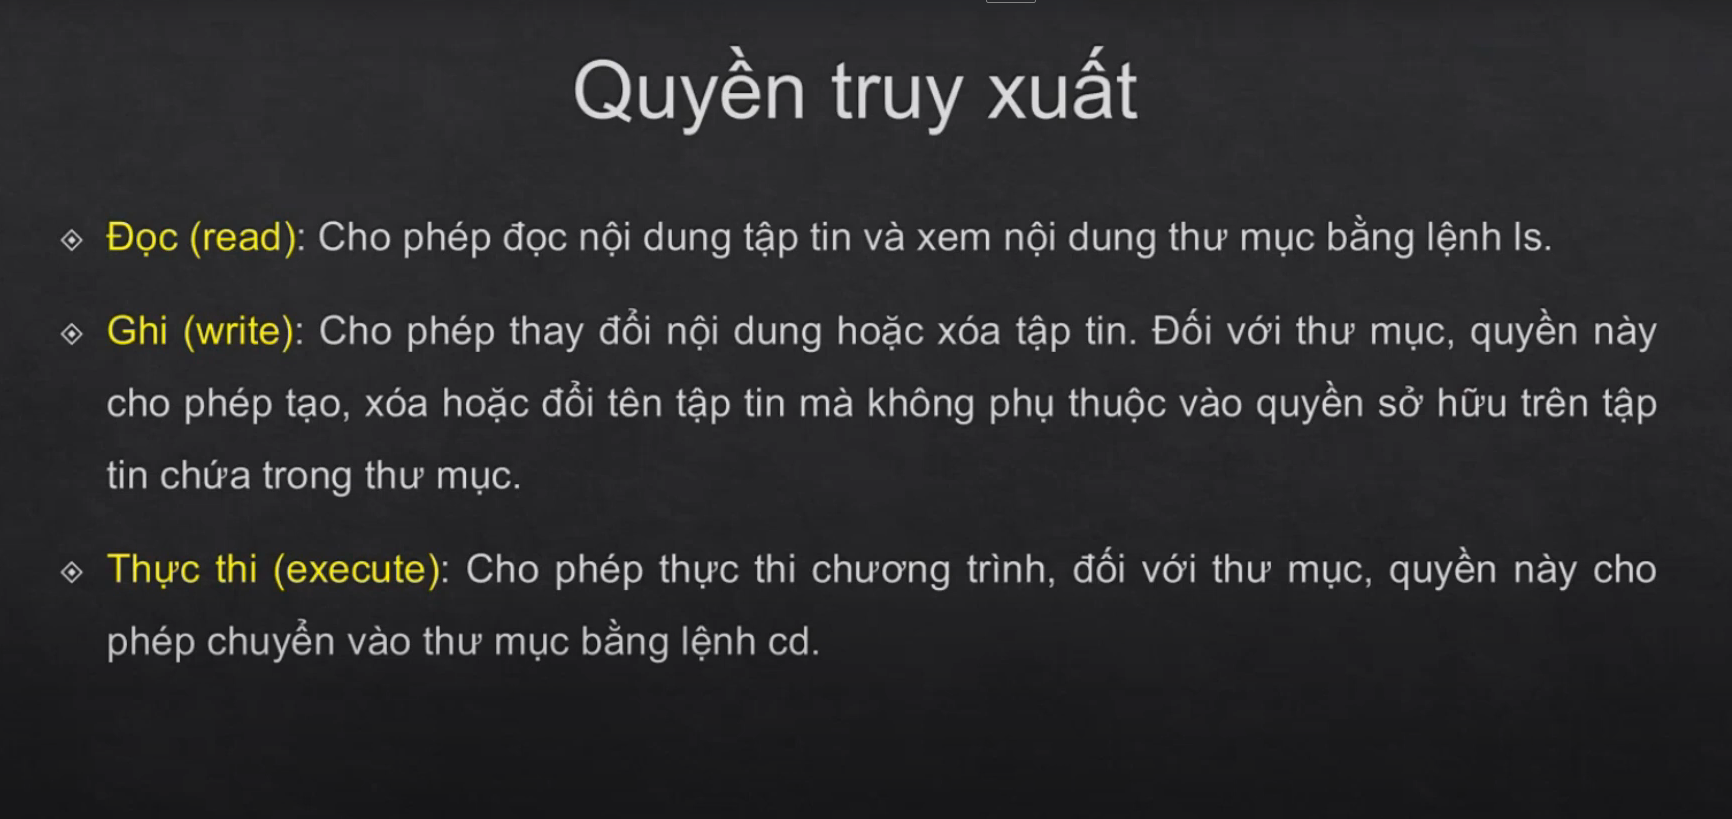 Quyền truy xuất
Đọc (read): Cho phép đọc nội dung tập tin và xem nội dung thư mục bằng lệnh ls.
Ghi (write): Cho phép thay đổi nội dung hoặc xóa tập tin. Đối với thư mục, quyền này
cho phép tạo, xóa hoặc đổi tên tập tin mà không phụ thuộc vào quyền sở hữu trên tập
tin chứa trong thư mục.
Thực thi (execute): Cho phép thực thi chương trình, đối với thư mục, quyền này cho
phép chuyển vào thư mục bằng lệnh cd.